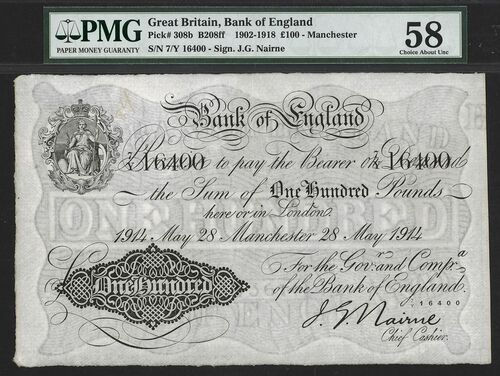 PMG
PAPER MONEY GUARANTY
Great Britain, Bank of England
Pick# 308b B208ff 1902-1918 £100 - Manchester
S/N 7/Y 16400 - Sign. J.G. Nairne
58
Choice About Unc
Bank of England
7/Y 16400 7/Y 16400
I Promise to pay the Bearer on Demand
the Sum of One Hundred Pounds
here or in London.
1914 May 28 Manchester 28 May 1914
For the Gov:r and Comp:a
of the Bank of England.
One Hundred
16400
J. G. Nairne
Chief Cashier.